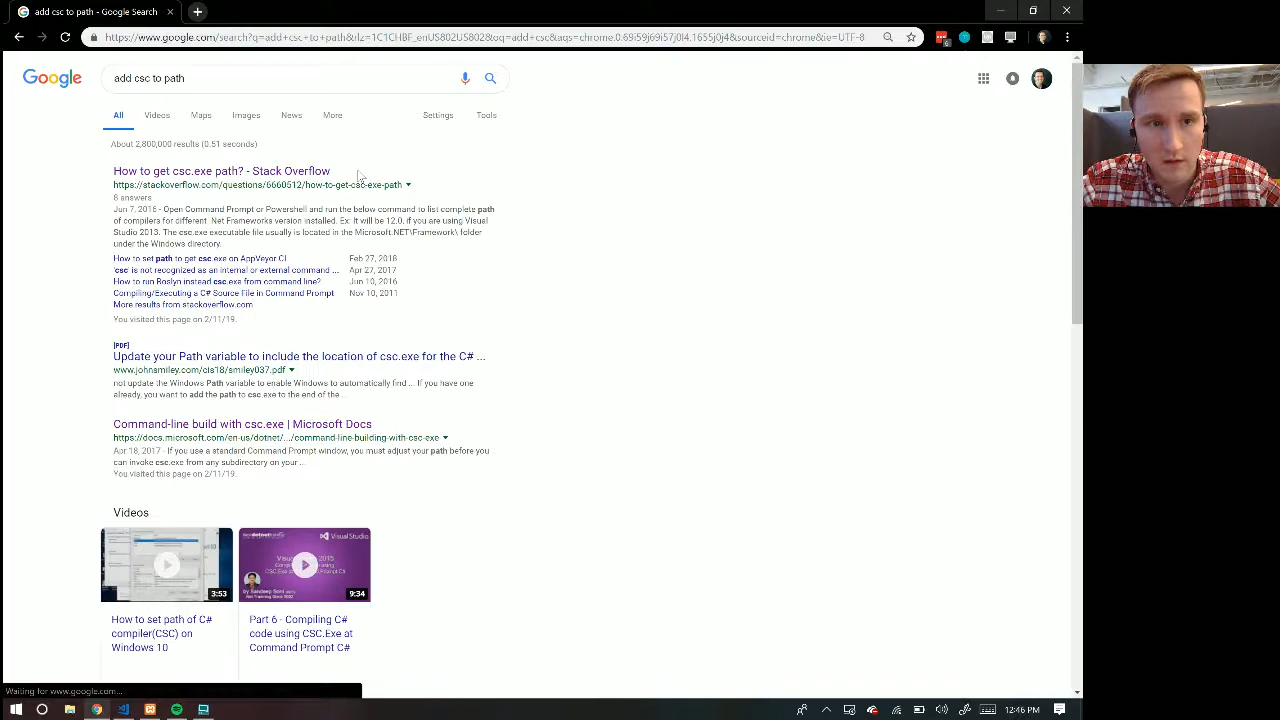 add csc to path - Google Search
https://www.google.com/search?q=add+csc+to+path&rlz=1C1CHBF_enUS802US802&oq=add+csc&aqs=chrome.0.69i59j69i57j0l4.1655j0j4&sourceid=chrome&ie=UTF-8
6
Google
add csc to path
All Videos Maps Images News More Settings Tools
About 2,800,000 results (0.51 seconds)
How to get csc.exe path? - Stack Overflow
https://stackoverflow.com/questions/6660512/how-to-get-csc-exe-path
8 answers
Jun 7, 2016 - Open Command Prompt or Powershell and run the below command to list complete path
of compilers for different .Net Frameworks version installed. Ex: It will be 12.0. if you are using Visual
Studio 2013. The csc.exe executable file usually is located in the Microsoft.NET\Framework\ folder
under the Windows directory.
How to set path to get csc.exe on AppVeyor CI Feb 27, 2018
'csc' is not recognized as an internal or external command ... Apr 27, 2017
How to run Roslyn instead csc.exe from command line? Jun 10, 2016
Compiling/Executing a C# Source File in Command Prompt Nov 10, 2011
More results from stackoverflow.com
You visited this page on 2/11/19.
[PDF]
Update your Path variable to include the location of csc.exe for the C# ...
www.johnsmiley.com/cis18/smiley037.pdf
not update the Windows Path variable to enable Windows to automatically find ... If you have one
already, you want to add the path to csc.exe to the end of the ...
Command-line build with csc.exe | Microsoft Docs
https://docs.microsoft.com/en-us/dotnet/.../command-line-building-with-csc-exe
Apr 18, 2017 - If you use a standard Command Prompt window, you must adjust your path before you
can invoke csc.exe from any subdirectory on your ...
You visited this page on 2/11/19.
Videos
3:53
VisualStudio
Visual Studio 2015
by Sandeep Soni
9:34
How to set path of C#
compiler(CSC) on
Windows 10
Part 6 - Compiling C#
code using CSC.Exe at
Command Prompt C#
Waiting for www.google.com...
12:46 PM